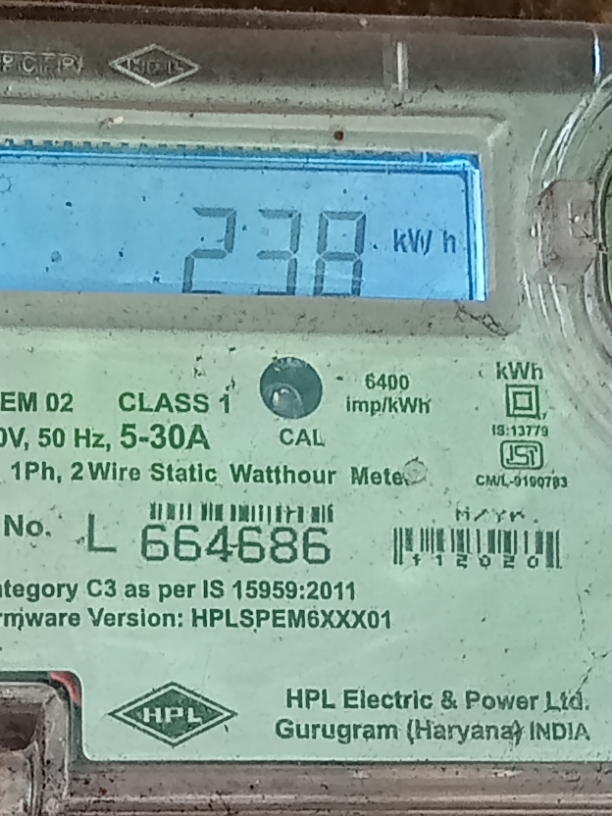 HPL
238 kWh
6400
imp/kWh
kWh
EM 02 CLASS 1
CAL
IS:13779
0V, 50 Hz, 5-30A
ISI
1Ph, 2 Wire Static Watthour Mete
CM/L-9100783
No. L 664686
M/YR.
112020
tegory C3 as per IS 15959:2011
rmware Version: HPLSPEM6XXX01
HPL
HPL Electric & Power Ltd.
Gurugram (Haryana) INDIA